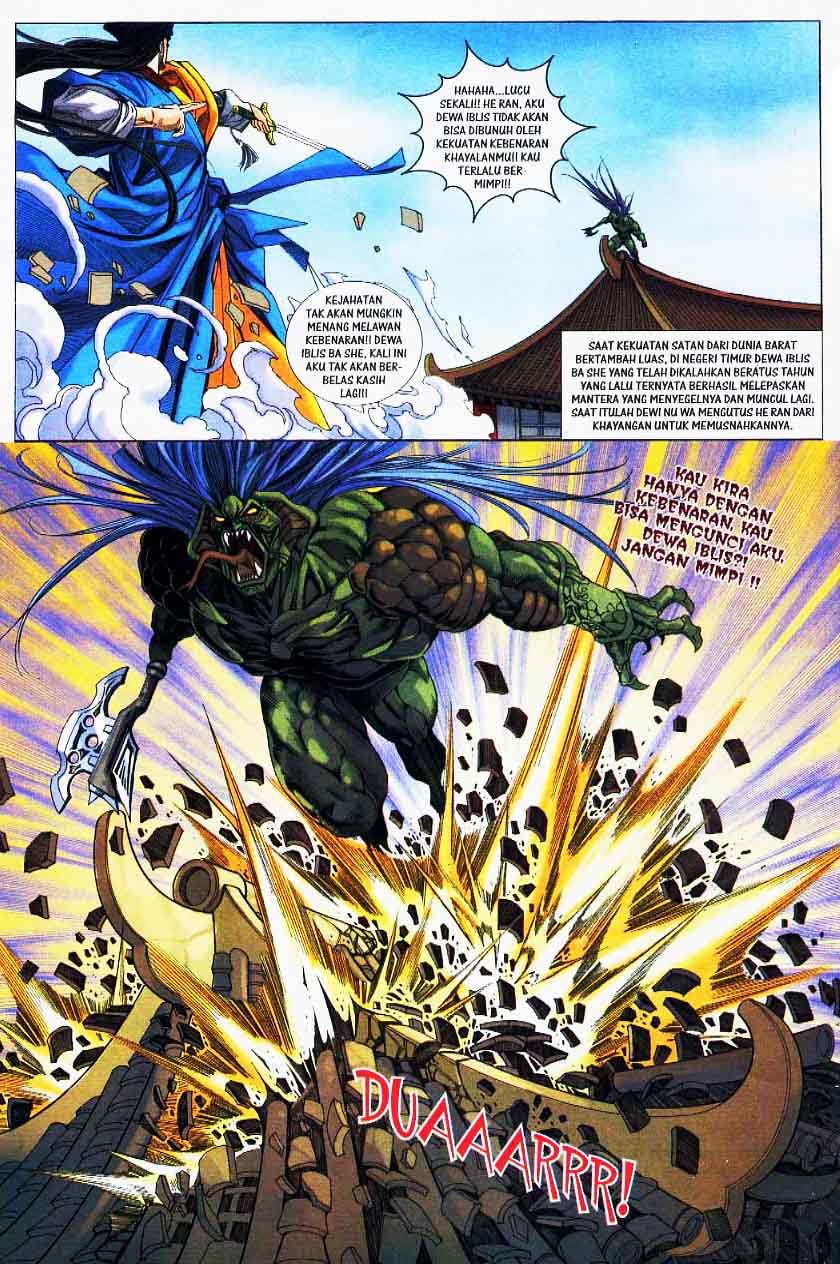 HAHAHA...LUCU
SEKALI!! HE RAN, AKU
DEWA IBLIS TIDAK AKAN
BISA DIBUNUH OLEH
KEKUATAN KEBENARAN
KHAYALANMU!! KAU
TERLALU BER-
MIMPI!!
KEJAHATAN
TAK AKAN MUNGKIN
MENANG MELAWAN
KEBENARAN!! DEWA
IBLIS BA SHE, KALI INI
AKU TAK AKAN BER-
BELAS KASIH
LAGI!!
SAAT KEKUATAN SATAN DARI DUNIA BARAT
BERTAMBAH LUAS, DI NEGERI TIMUR DEWA IBLIS
BA SHE YANG TELAH DIKALAHKAN BERATUS TAHUN
YANG LALU TERNYATA BERHASIL MELEPASKAN
MANTERA YANG MENYEGELNYA DAN MUNCUL LAGI.
SAAT ITULAH DEWI NU WA MENGUTUS HE RAN DARI
KHAYANGAN UNTUK MEMUSNAHKANNYA.
KAU KIRA
HANYA DENGAN
KEBENARAN, KAU
BISA MENGUNCI AKU,
DEWA IBLIS?!
JANGAN MIMPI !!
DUAAAARRR!